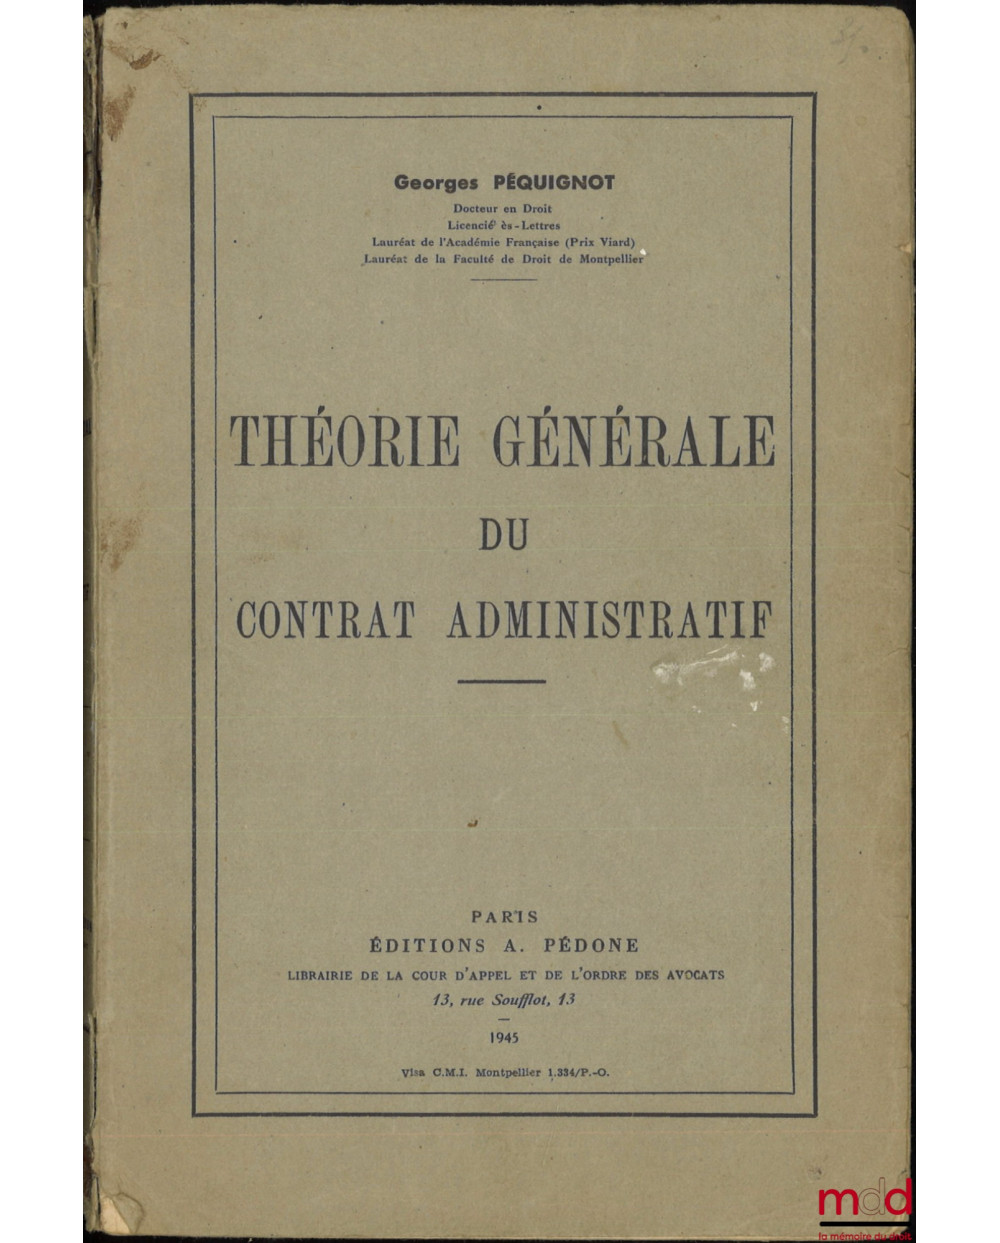 Georges PÉQUIGNOT
Docteur en Droit
Licencié ès-Lettres
Lauréat de l'Académie Française (Prix Viard)
Lauréat de la Faculté de Droit de Montpellier
THÉORIE GÉNÉRALE
DU
CONTRAT ADMINISTRATIF
PARIS
ÉDITIONS A. PÉDONE
LIBRAIRIE DE LA COUR D'APPEL ET DE L'ORDRE DES AVOCATS
13, rue Soufflot, 13
1945
Visa C.M.I. Montpellier 1.334/P.-O.
mdd
la mémoire du droit